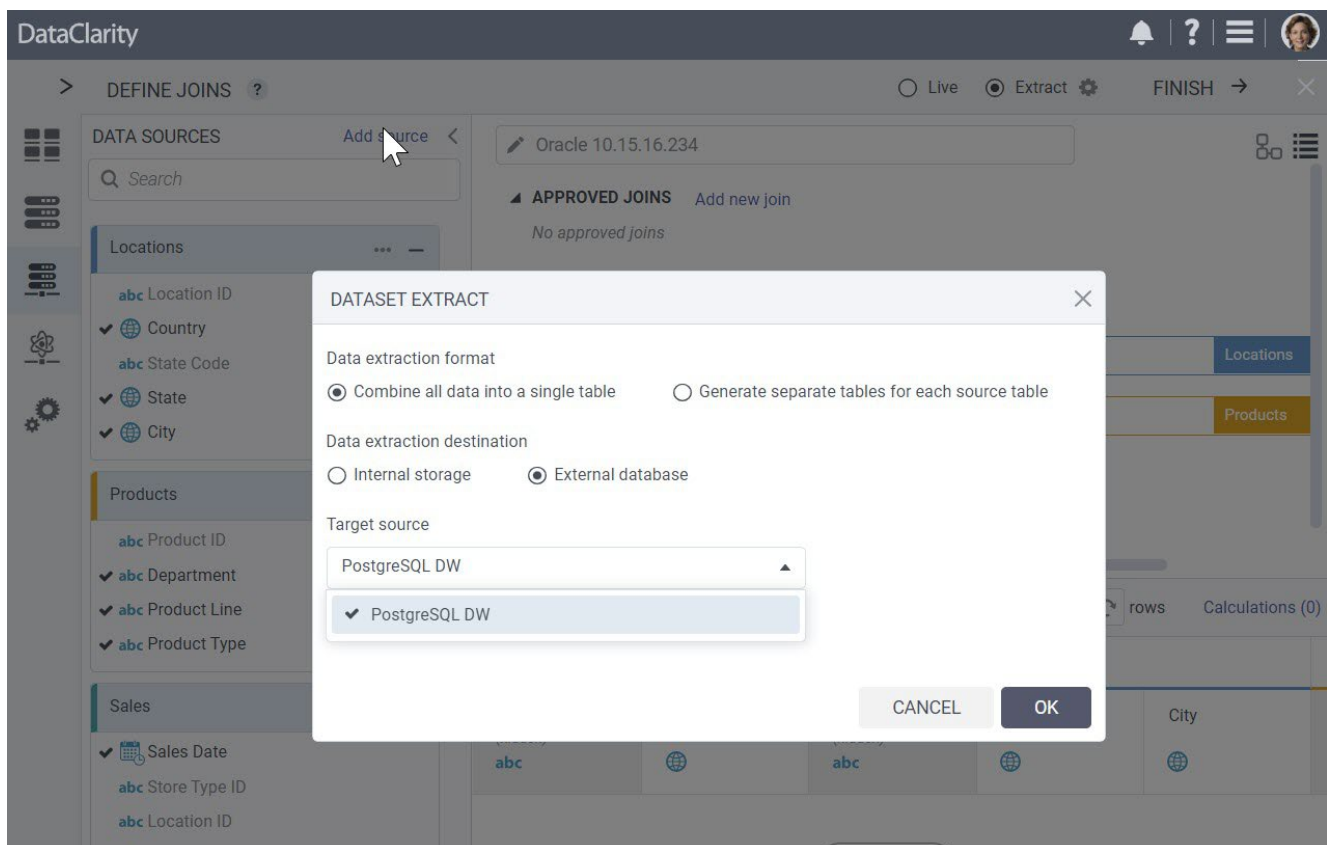 DataClarity
?
DEFINE JOINS ?
Live Extract FINISH
DATA SOURCES Add source
Oracle 10.15.16.234
Search
APPROVED JOINS Add new join
No approved joins
Locations
abc Location ID
Country
abc State Code
State
City
DATASET EXTRACT
Data extraction format
Combine all data into a single table Generate separate tables for each source table
Data extraction destination
Internal storage External database
Target source
PostgreSQL DW
PostgreSQL DW
CANCEL OK
Locations
Products
Products
abc Product ID
abc Department
abc Product Line
abc Product Type
rows Calculations (0)
Sales
Sales Date
abc Store Type ID
abc Location ID
City
abc abc